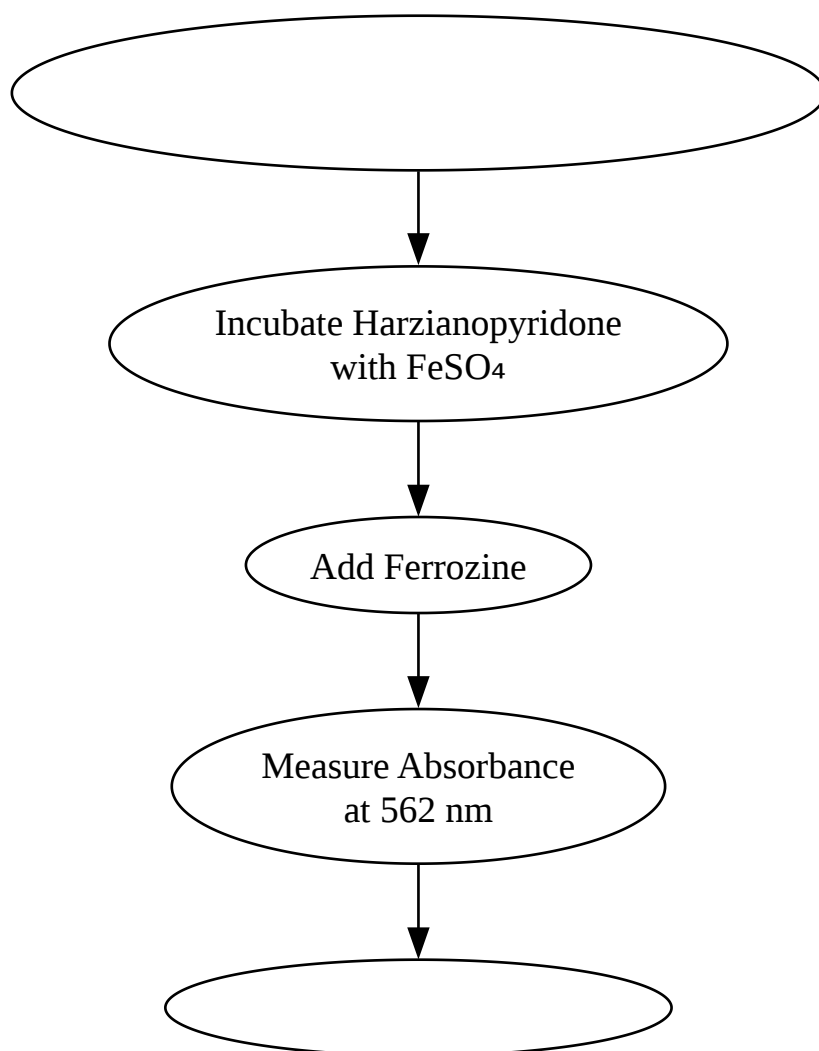 Incubate Harzianopyridone
with FeSO₄
Add Ferrozine
Measure Absorbance
at 562 nm